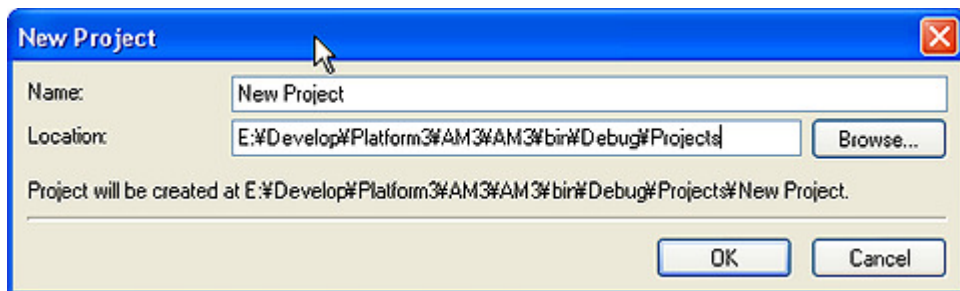 New Project
Name: New Project
Location: E:¥Develop¥Platform3¥AM3¥AM3¥bin¥Debug¥Projects Browse...
Project will be created at E:¥Develop¥Platform3¥AM3¥AM3¥bin¥Debug¥Projects¥New Project.
OK Cancel